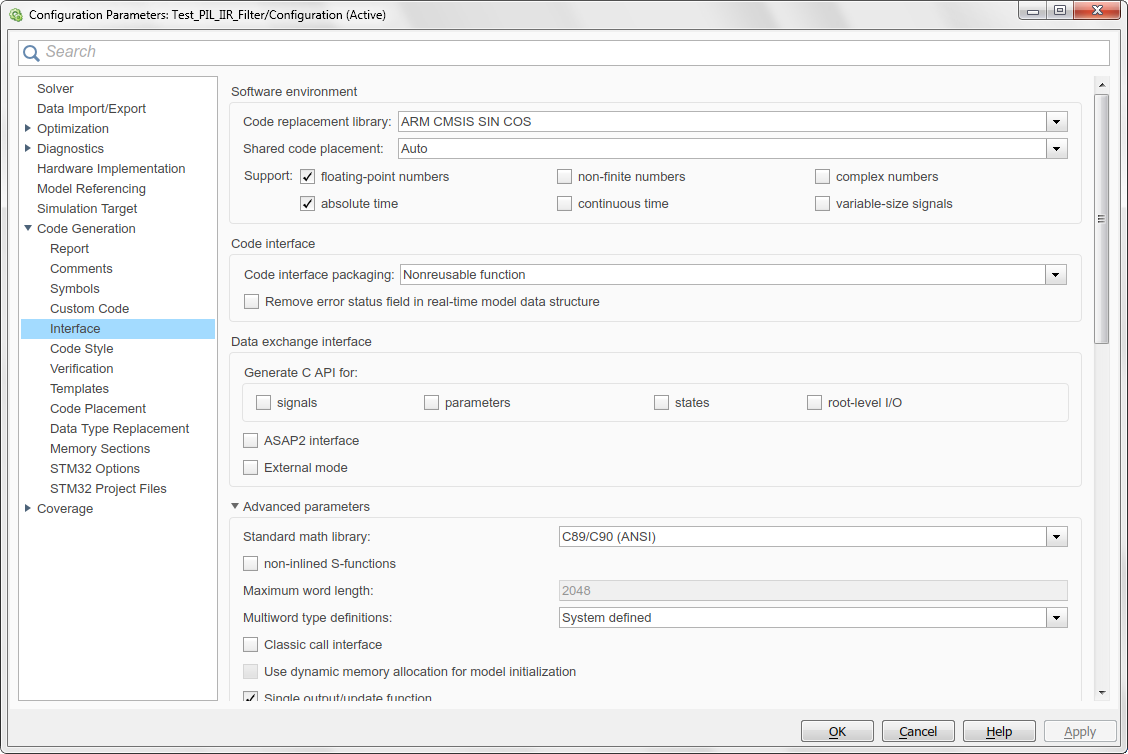 Configuration Parameters: Test_PIL_IIR_Filter/Configuration (Active)
Search
Solver
Data Import/Export
Optimization
Diagnostics
Hardware Implementation
Model Referencing
Simulation Target
Code Generation
Report
Comments
Symbols
Custom Code
Interface
Code Style
Verification
Templates
Code Placement
Data Type Replacement
Memory Sections
STM32 Options
STM32 Project Files
Coverage
Software environment
Code replacement library: ARM CMSIS SIN COS
Shared code placement: Auto
Support: floating-point numbers non-finite numbers complex numbers
absolute time continuous time variable-size signals
Code interface
Code interface packaging: Nonreusable function
Remove error status field in real-time model data structure
Data exchange interface
Generate C API for:
signals parameters states root-level I/O
ASAP2 interface
External mode
Advanced parameters
Standard math library: C89/C90 (ANSI)
non-inlined S-functions
Maximum word length: 2048
Multiword type definitions: System defined
Classic call interface
Use dynamic memory allocation for model initialization
Single output/update function
OK Cancel Help Apply